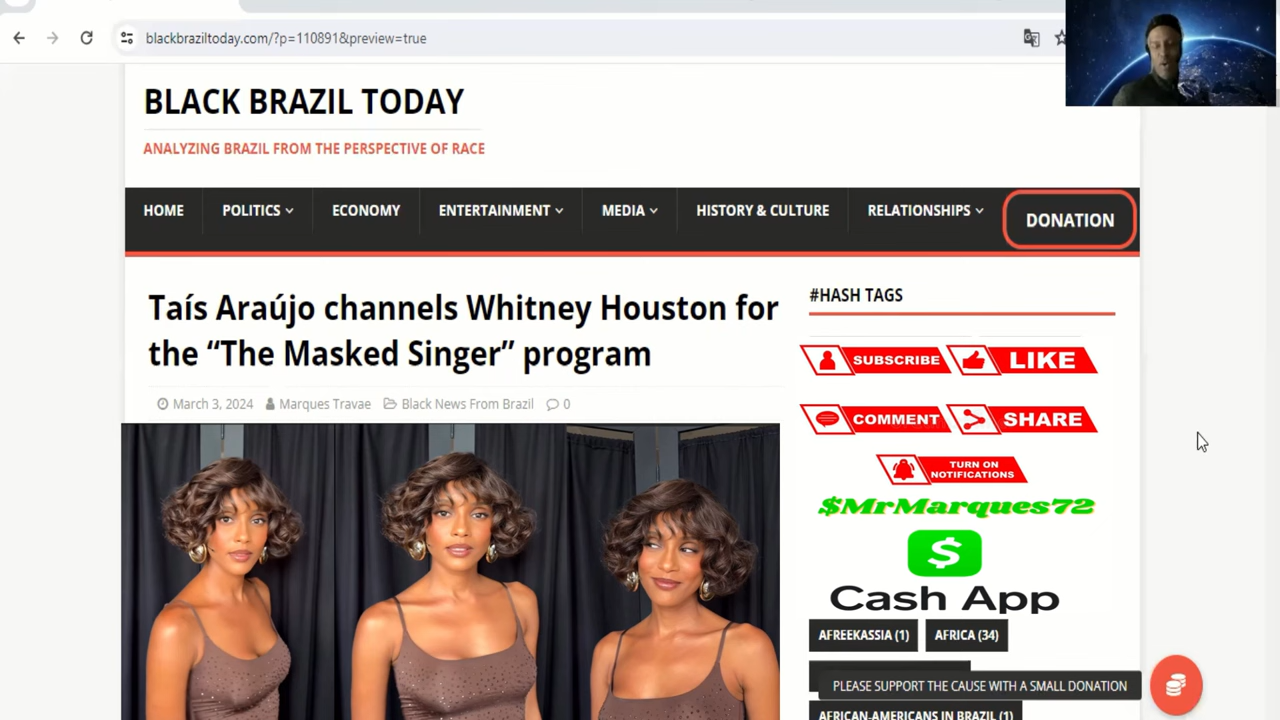 blackbraziltoday.com/?p=110891&preview=true
BLACK BRAZIL TODAY
ANALYZING BRAZIL FROM THE PERSPECTIVE OF RACE
HOME POLITICS ECONOMY ENTERTAINMENT MEDIA HISTORY & CULTURE RELATIONSHIPS DONATION
Taís Araújo channels Whitney Houston for
the “The Masked Singer” program
March 3, 2024 Marques Travae Black News From Brazil 0
#HASH TAGS
SUBSCRIBE LIKE
COMMENT SHARE
TURN ON
NOTIFICATIONS
$MrMarques72
$
Cash App
AFREEKASSIA (1) AFRICA (34)
PLEASE SUPPORT THE CAUSE WITH A SMALL DONATION
AFRICAN-AMERICANS IN BRAZIL (1)